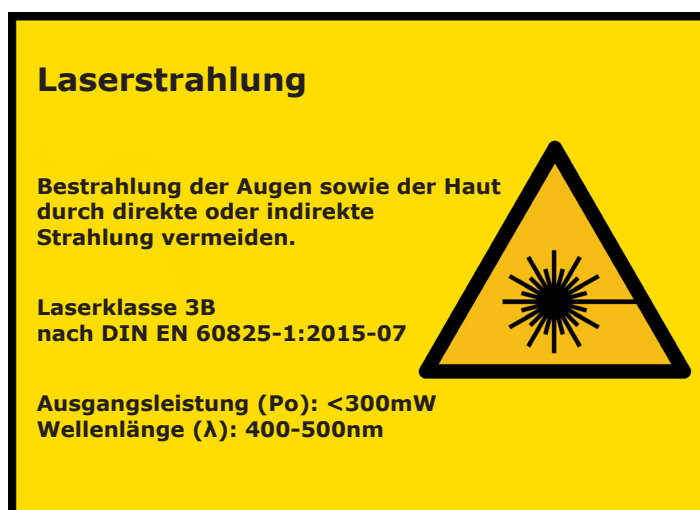 Laserstrahlung
Bestrahlung der Augen sowie der Haut
durch direkte oder indirekte
Strahlung vermeiden.
Laserklasse 3B
nach DIN EN 60825-1:2015-07
Ausgangsleistung (Po): <300mW
Wellenlänge (λ): 400-500nm